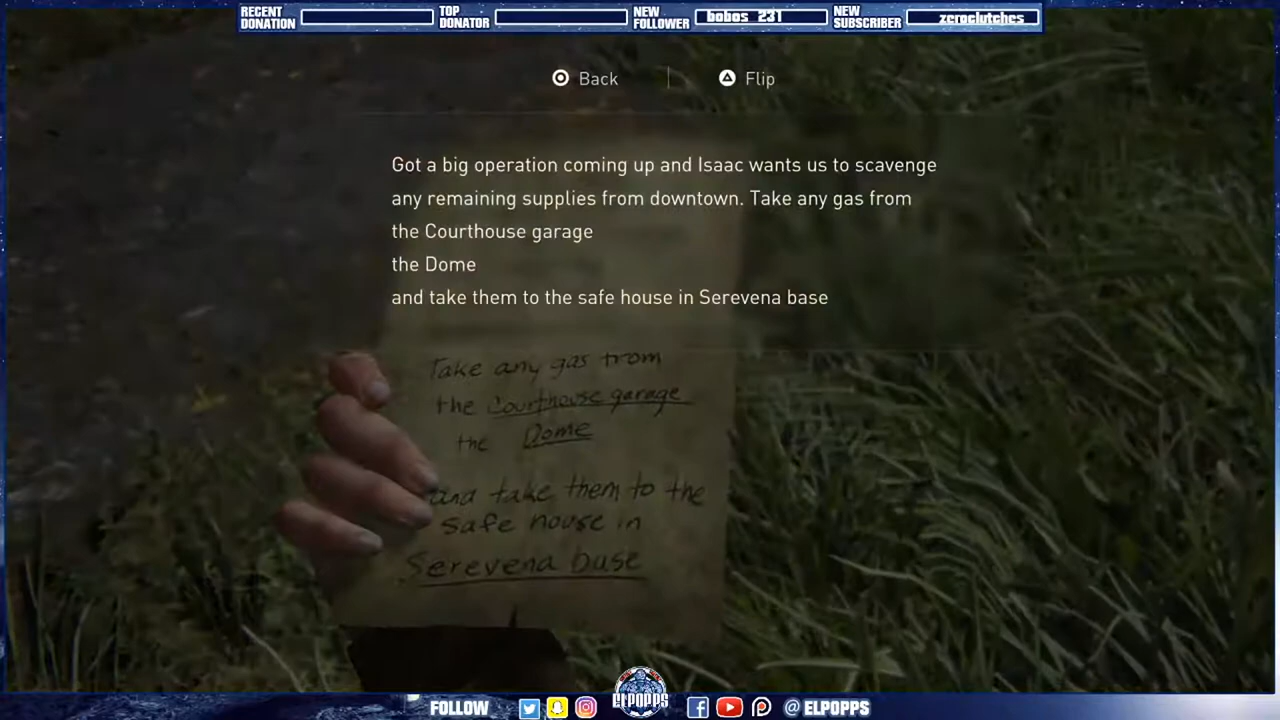 RECENT DONATION
TOP DONATOR
NEW FOLLOWER bobos_231
NEW SUBSCRIBER zeroclutches
Back Flip
Got a big operation coming up and Isaac wants us to scavenge
any remaining supplies from downtown. Take any gas from
the Courthouse garage
the Dome
and take them to the safe house in Serevena base
Take any gas from
the Courthouse garage
the Dome
and take them to the
safe house in
Serevena base
FOLLOW
ELPOPPS
@ELPOPPS